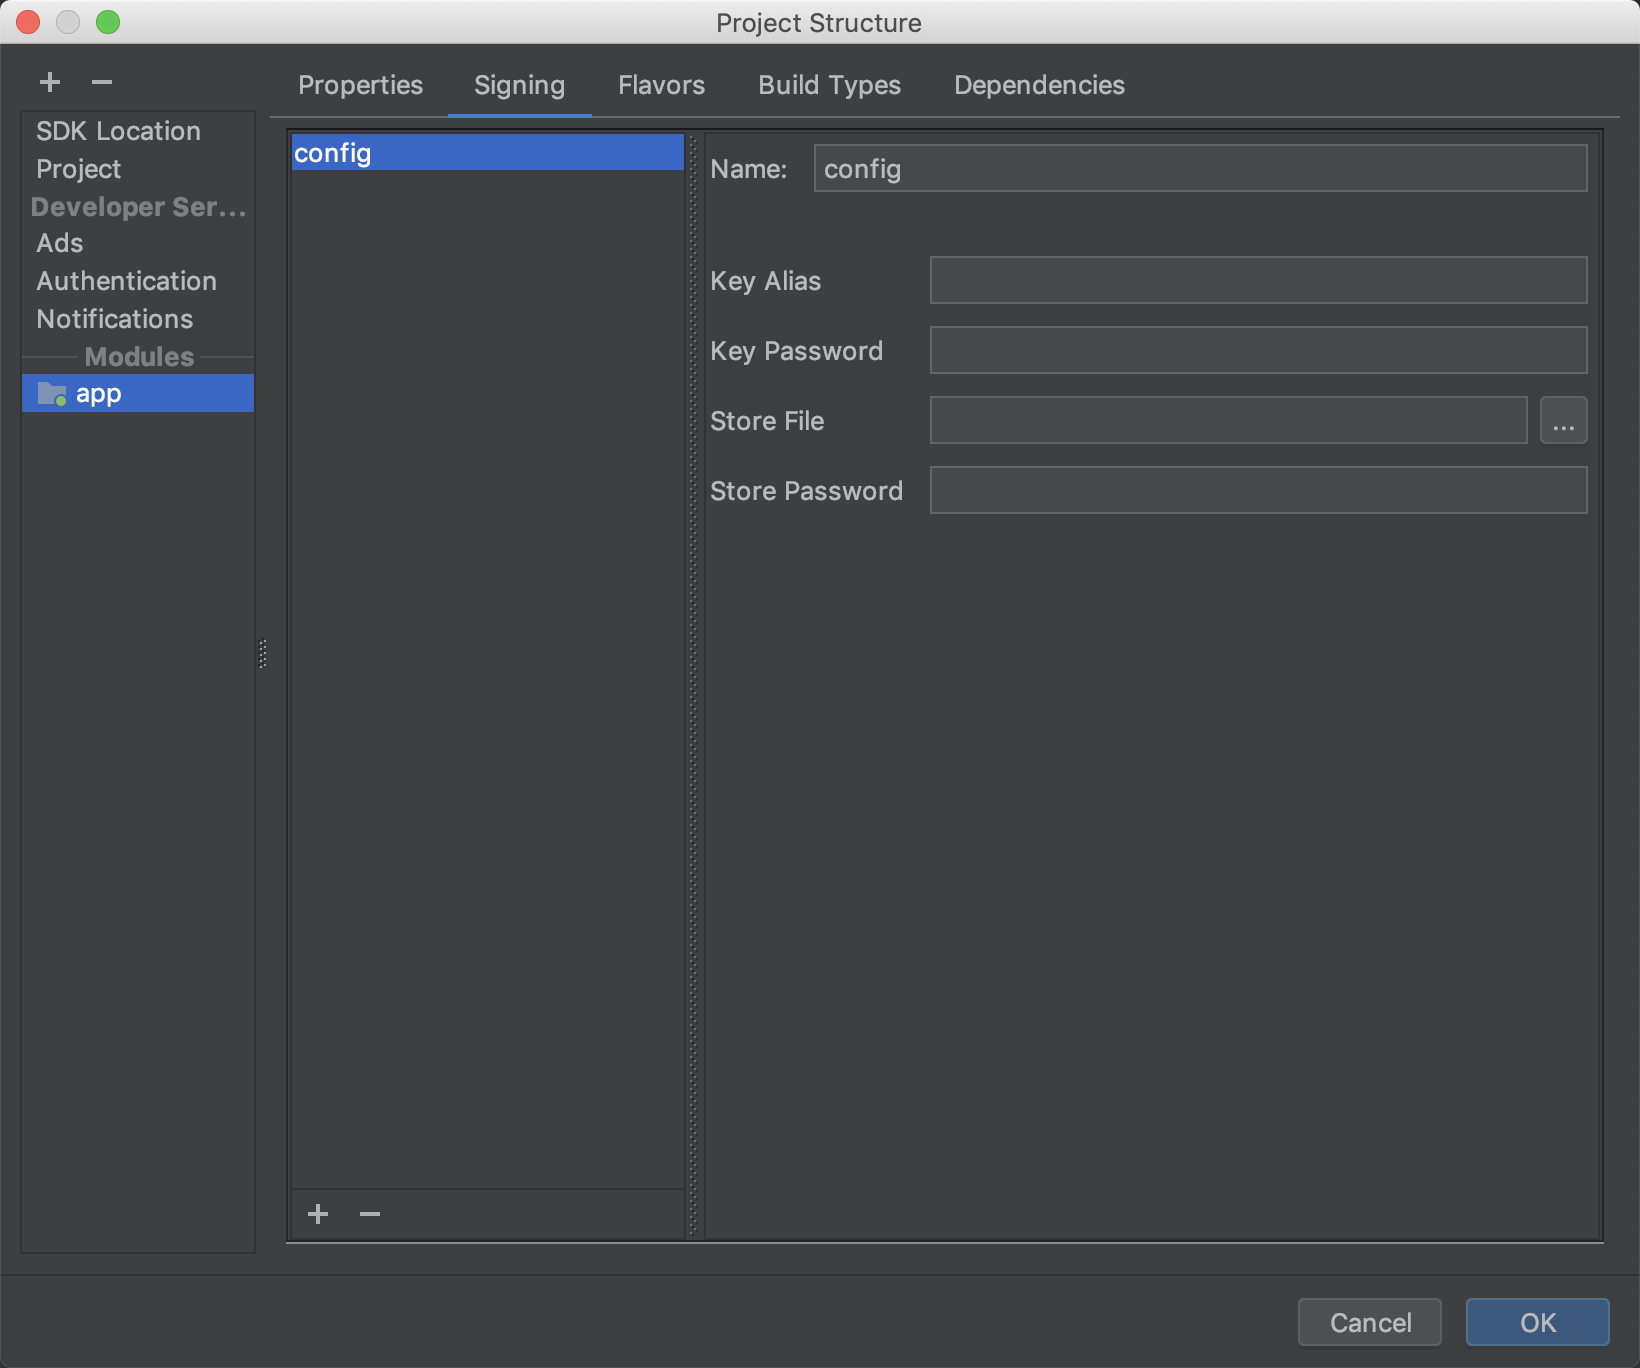 Project Structure
Properties Signing Flavors Build Types Dependencies
SDK Location
Project
Developer Ser...
Ads
Authentication
Notifications
Modules
app
config
Name: config
Key Alias
Key Password
Store File ...
Store Password
Cancel OK